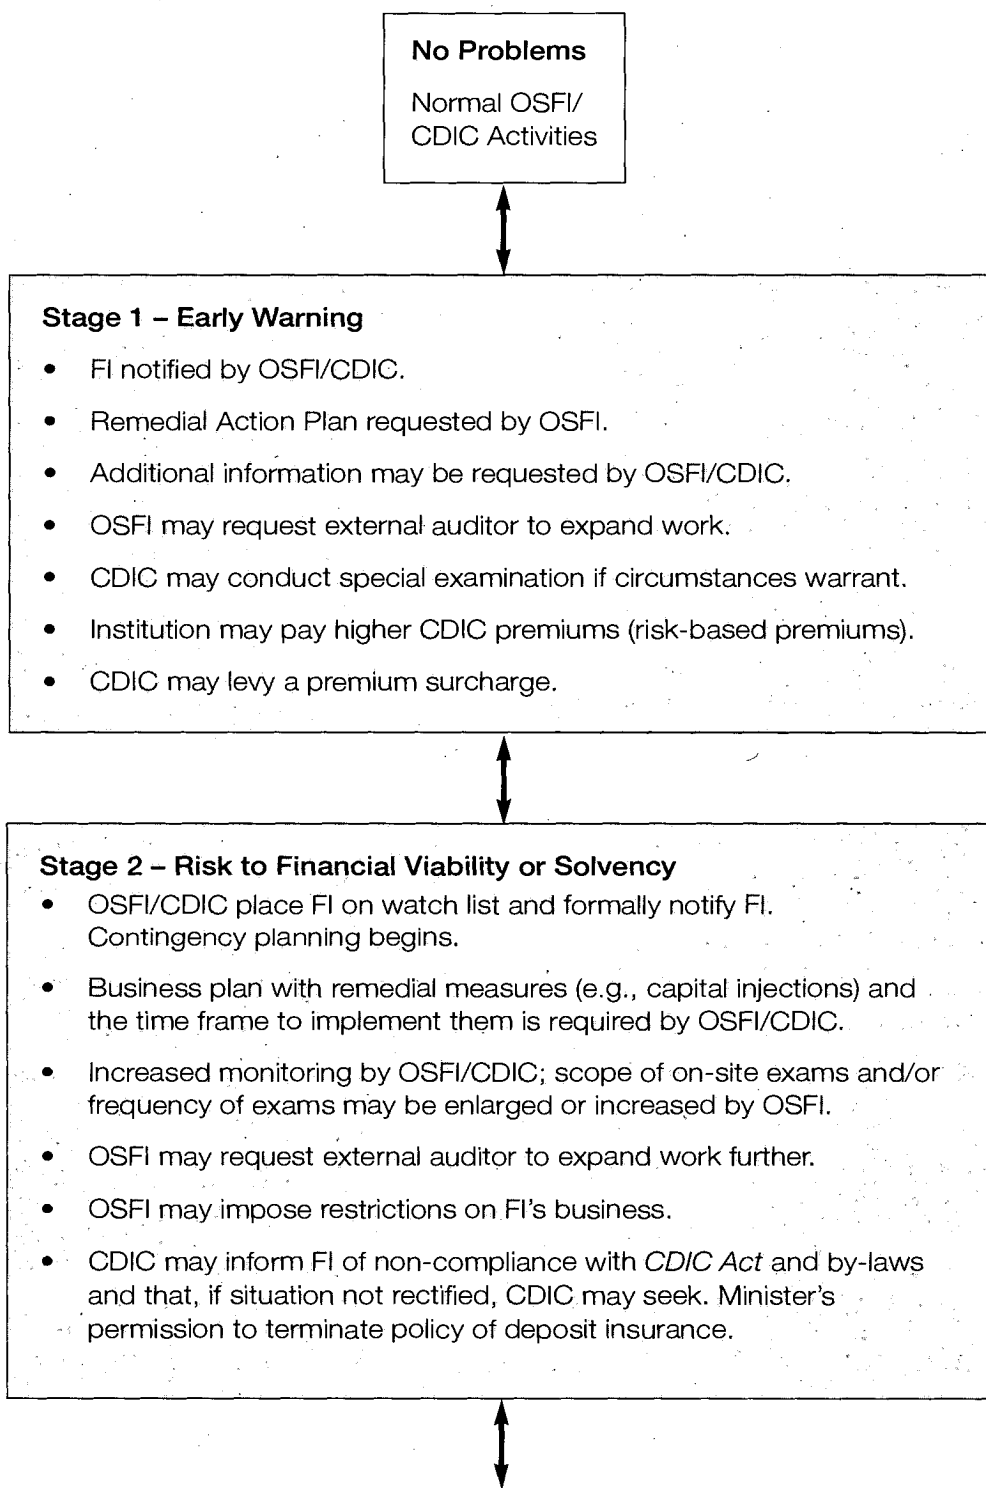 No Problems
Normal OSFI/
CDIC Activities
Stage 1 – Early Warning
• FI notified by OSFI/CDIC.
• Remedial Action Plan requested by OSFI.
• Additional information may be requested by OSFI/CDIC.
• OSFI may request external auditor to expand work.
• CDIC may conduct special examination if circumstances warrant.
• Institution may pay higher CDIC premiums (risk-based premiums).
• CDIC may levy a premium surcharge.
Stage 2 – Risk to Financial Viability or Solvency
• OSFI/CDIC place FI on watch list and formally notify FI.
Contingency planning begins.
• Business plan with remedial measures (e.g., capital injections) and
the time frame to implement them is required by OSFI/CDIC.
• Increased monitoring by OSFI/CDIC; scope of on-site exams and/or
frequency of exams may be enlarged or increased by OSFI.
• OSFI may request external auditor to expand work further.
• OSFI may impose restrictions on FI's business.
• CDIC may inform FI of non-compliance with CDIC Act and by-laws
and that, if situation not rectified, CDIC may seek. Minister's
permission to terminate policy of deposit insurance.